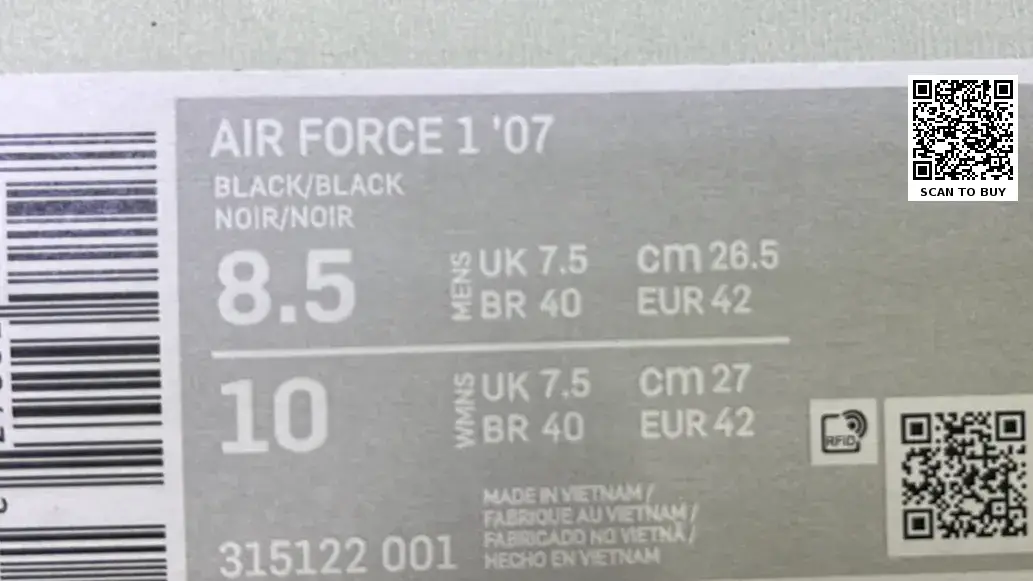 AIR FORCE 1 '07
BLACK/BLACK
NOIR/NOIR
8.5 MENS UK 7.5 cm 26.5
BR 40 EUR 42
10 WMNS UK 7.5 cm 27
BR 40 EUR 42
MADE IN VIETNAM /
FABRIQUE AU VIETNAM /
FABRICADO NO VIETNÃ /
HECHO EN VIETNAM
315122 001
RFID
SCAN TO BUY